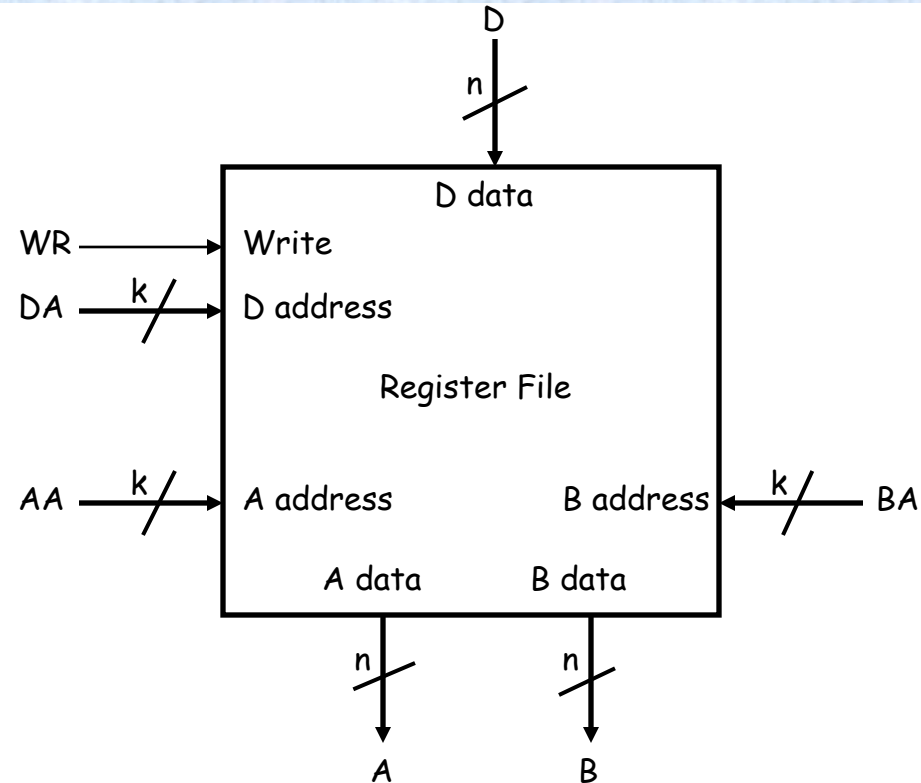 D
n
D data
WR
Write
k
DA
D address
Register File
k
k
AA
A address
B address
BA
A data
B data
n
n
A
B